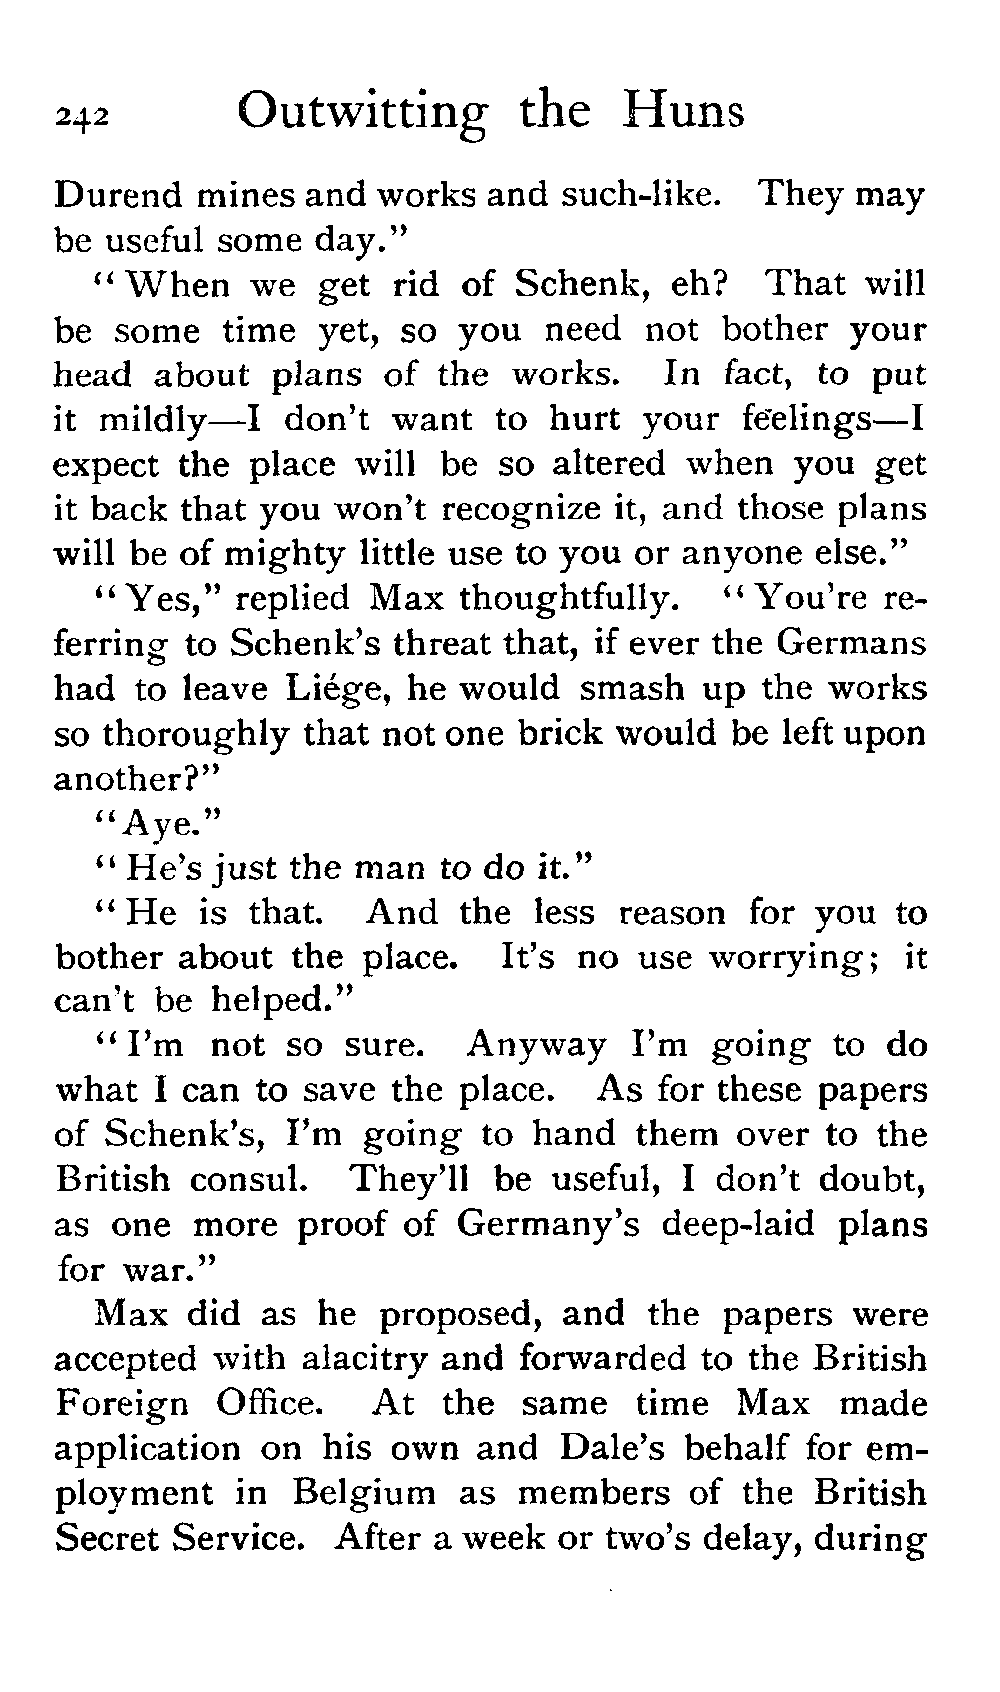 242 Outwitting the Huns
Durend mines and works and such-like. They may
be useful some day."
"When we get rid of Schenk, eh? That will
be some time yet, so you need not bother your
head about plans of the works. In fact, to put
it mildly—I don't want to hurt your feelings—I
expect the place will be so altered when you get
it back that you won't recognize it, and those plans
will be of mighty little use to you or anyone else."
"Yes," replied Max thoughtfully. "You're re-
ferring to Schenk's threat that, if ever the Germans
had to leave Liége, he would smash up the works
so thoroughly that not one brick would be left upon
another?"
"Aye."
"He's just the man to do it."
"He is that. And the less reason for you to
bother about the place. It's no use worrying; it
can't be helped."
"I'm not so sure. Anyway I'm going to do
what I can to save the place. As for these papers
of Schenk's, I'm going to hand them over to the
British consul. They'll be useful, I don't doubt,
as one more proof of Germany's deep-laid plans
for war."
Max did as he proposed, and the papers were
accepted with alacrity and forwarded to the British
Foreign Office. At the same time Max made
application on his own and Dale's behalf for em-
ployment in Belgium as members of the British
Secret Service. After a week or two's delay, during